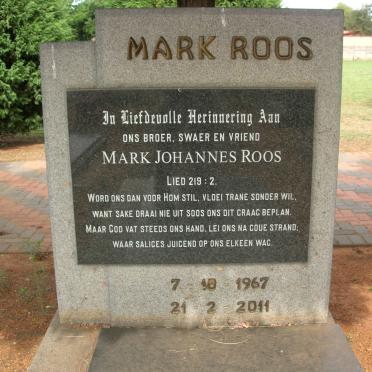 MARK ROOS
In Liefdevolle Herinnering Aan
ONS BROER, SWAER EN VRIEND
MARK JOHANNES ROOS
LIED 219 : 2.
WORD ONS DAN VOOR HOM STIL, VLOEI TRANE SONDER WIL,
WANT SAKE DRAAI NIE UIT SOOS ONS DIT GRAAG BEPLAN.
MAAR GOD VAT STEEDS ONS HAND, LEI ONS NA GOUE STRAND;
WAAR SALIGES JUIGEND OP ONS ELKEEN WAG.
7 - 10 - 1967
21 - 2 - 2011